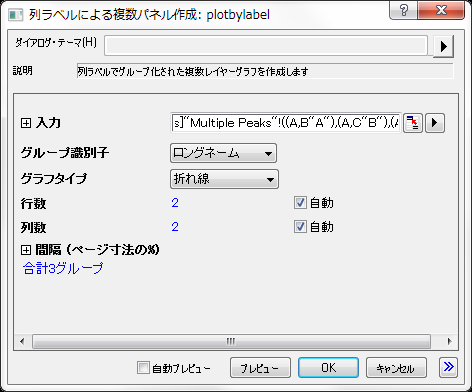 列ラベルによる複数パネル作成: plotbylabel
ダイアログ・テーマ(H)
説明 列ラベルでグループ化された複数レイヤーグラフを作成します
入力 s]"Multiple Peaks"!((A,B"A"),(A,C"B"),(A
グループ識別子 ロングネーム
グラフタイプ 折れ線
行数 2 自動
列数 2 自動
間隔 (ページ寸法の%)
合計3グループ
自動プレビュー プレビュー OK キャンセル